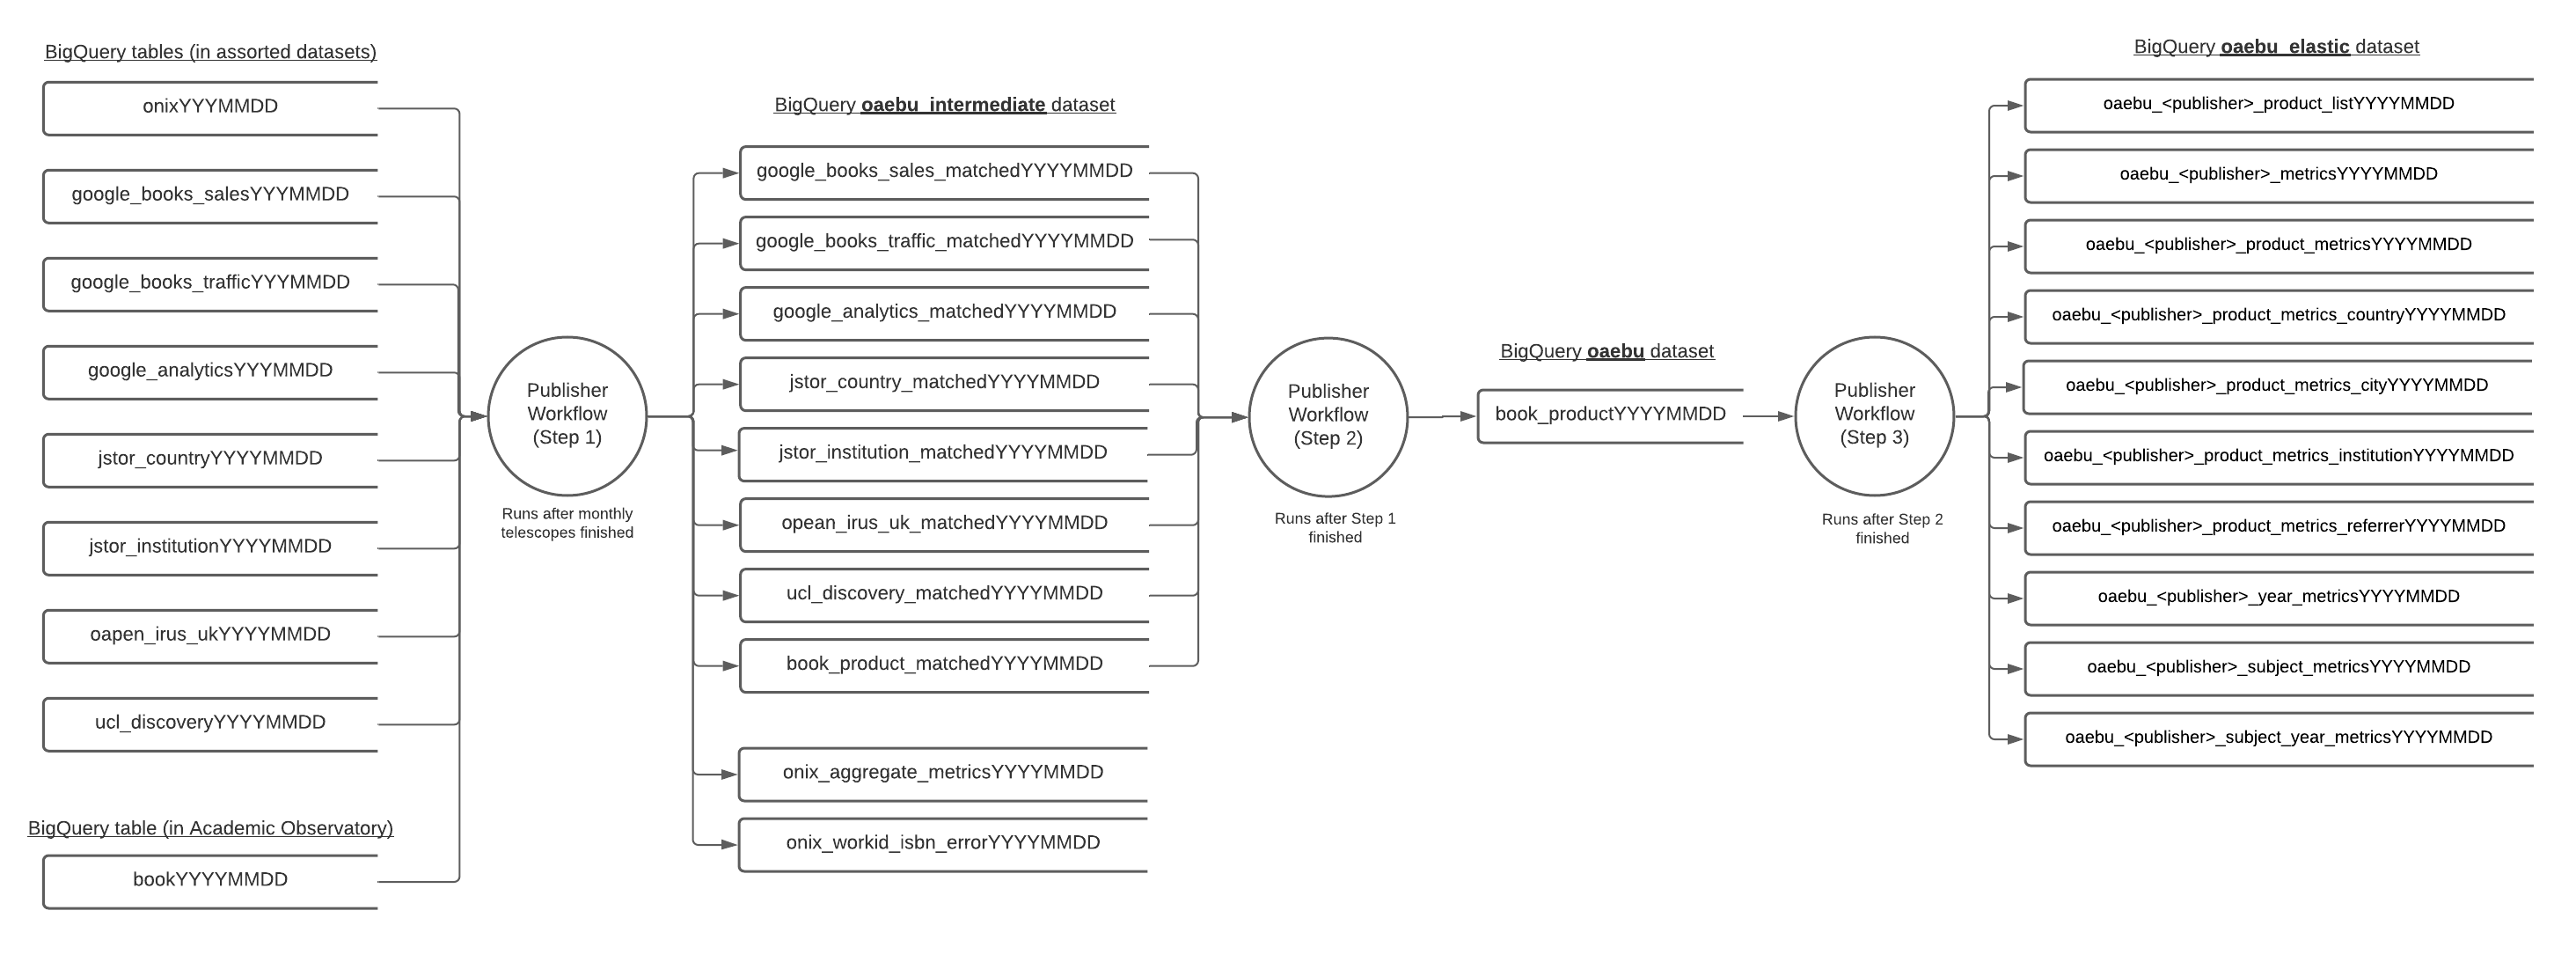 BigQuery tables (in assorted datasets)
onixYYYMMDD
google_books_salesYYYMMDD
google_books_trafficYYYMMDD
google_analyticsYYYMMDD
jstor_countryYYYYMMDD
jstor_institutionYYYYMMDD
oapen_irus_ukYYYYMMDD
ucl_discoveryYYYYMMDD
BigQuery table (in Academic Observatory)
bookYYYYMMDD
Publisher
Workflow
(Step 1)
Runs after monthly
telescopes finished
BigQuery oaebu_intermediate dataset
google_books_sales_matchedYYYYMMDD
google_books_traffic_matchedYYYYMMDD
google_analytics_matchedYYYYMMDD
jstor_country_matchedYYYYMMDD
jstor_institution_matchedYYYYMMDD
opean_irus_uk_matchedYYYYMMDD
ucl_discovery_matchedYYYYMMDD
book_product_matchedYYYYMMDD
onix_aggregate_metricsYYYYMMDD
onix_workid_isbn_errorYYYYMMDD
Publisher
Workflow
(Step 2)
Runs after Step 1
finished
BigQuery oaebu dataset
book_productYYYYMMDD
Publisher
Workflow
(Step 3)
Runs after Step 2
finished
BigQuery oaebu_elastic dataset
oaebu_<publisher>_product_listYYYYMMDD
oaebu_<publisher>_metricsYYYYMMDD
oaebu_<publisher>_product_metricsYYYYMMDD
oaebu_<publisher>_product_metrics_countryYYYYMMDD
oaebu_<publisher>_product_metrics_cityYYYYMMDD
oaebu_<publisher>_product_metrics_institutionYYYYMMDD
oaebu_<publisher>_product_metrics_referrerYYYYMMDD
oaebu_<publisher>_year_metricsYYYYMMDD
oaebu_<publisher>_subject_metricsYYYYMMDD
oaebu_<publisher>_subject_year_metricsYYYYMMDD